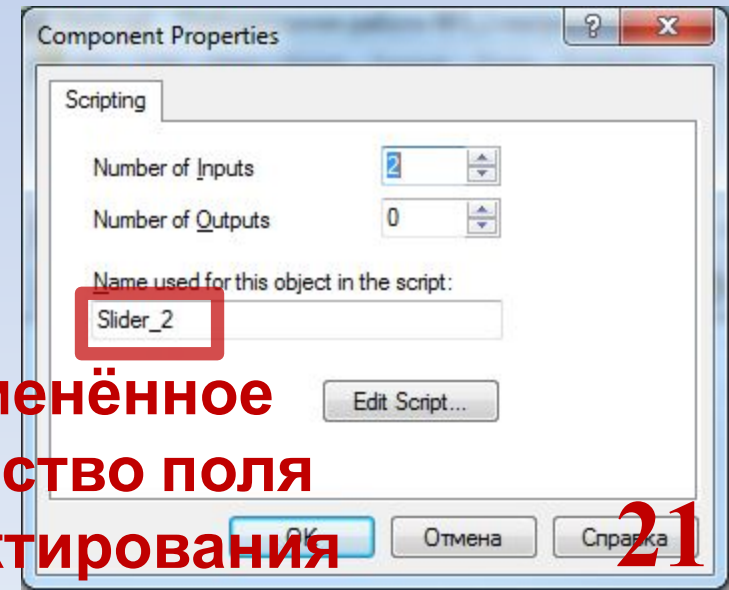 Component Properties
?
x
Scripting
Number of Inputs 2
Number of Outputs 0
Name used for this object in the script:
Slider_2
Edit Script...
менённое
ство поля
ктирования
OK Отмена Справка
21